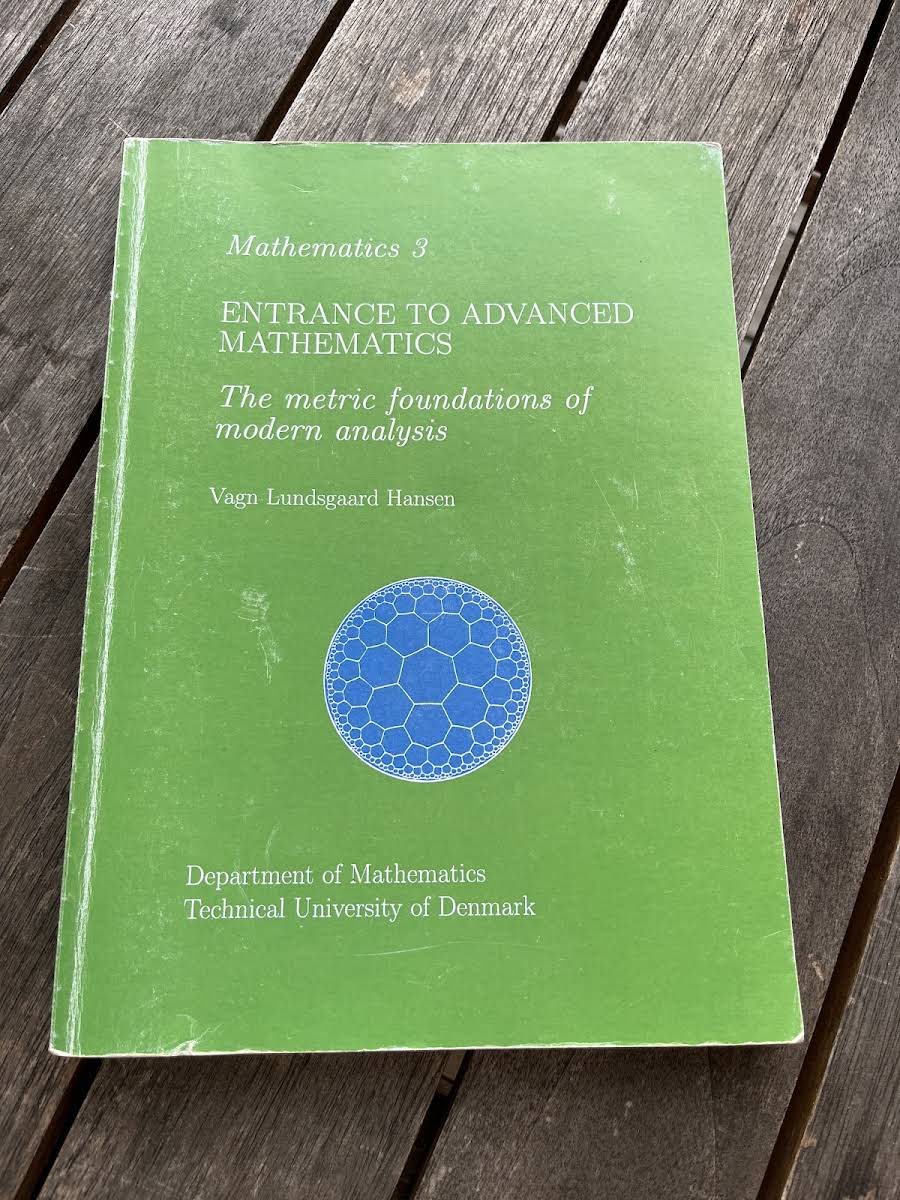 Mathematics 3
ENTRANCE TO ADVANCED
MATHEMATICS
The metric foundations of
modern analysis
Vagn Lundsgaard Hansen
Department of Mathematics
Technical University of Denmark